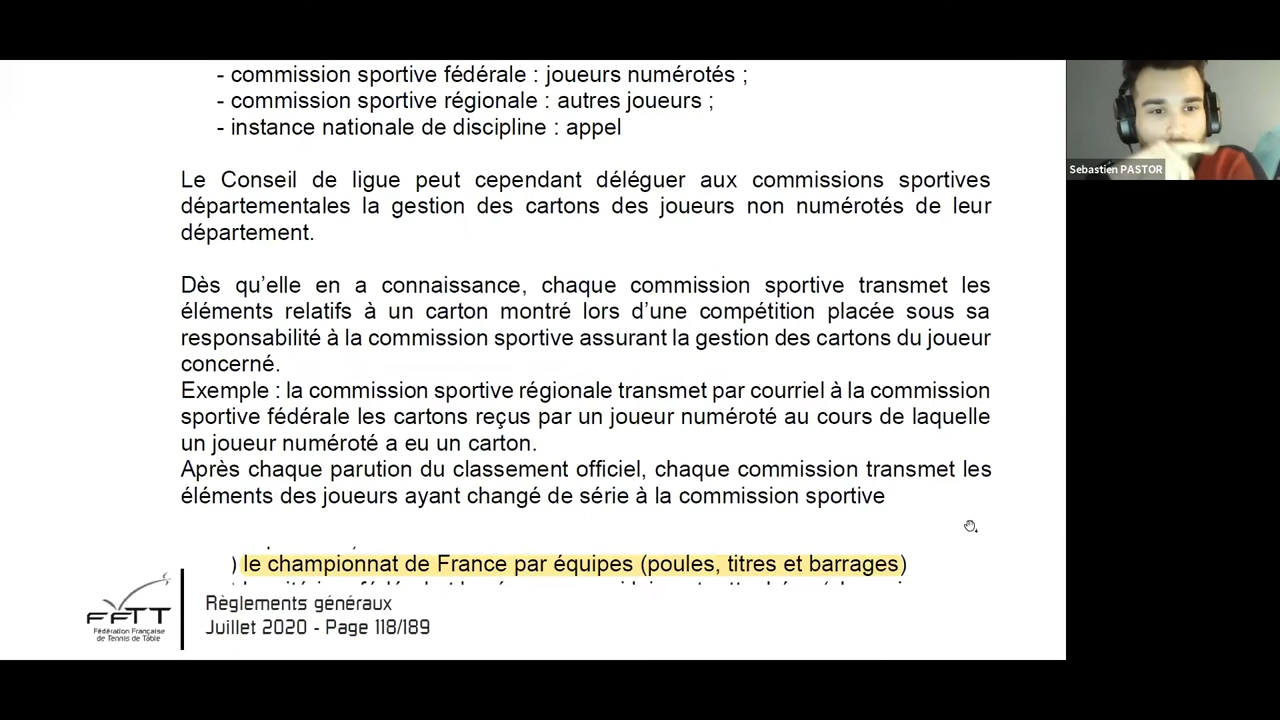 - commission sportive fédérale : joueurs numérotés ;
- commission sportive régionale : autres joueurs ;
- instance nationale de discipline : appel
Le Conseil de ligue peut cependant déléguer aux commissions sportives
départementales la gestion des cartons des joueurs non numérotés de leur
département.
Dès qu’elle en a connaissance, chaque commission sportive transmet les
éléments relatifs à un carton montré lors d’une compétition placée sous sa
responsabilité à la commission sportive assurant la gestion des cartons du joueur
concerné.
Exemple : la commission sportive régionale transmet par courriel à la commission
sportive fédérale les cartons reçus par un joueur numéroté au cours de laquelle
un joueur numéroté a eu un carton.
Après chaque parution du classement officiel, chaque commission transmet les
éléments des joueurs ayant changé de série à la commission sportive
) le championnat de France par équipes (poules, titres et barrages)
FFTT
Fédération Française
de Tennis de Table
Règlements généraux
Juillet 2020 - Page 118/189
Sebastien PASTOR